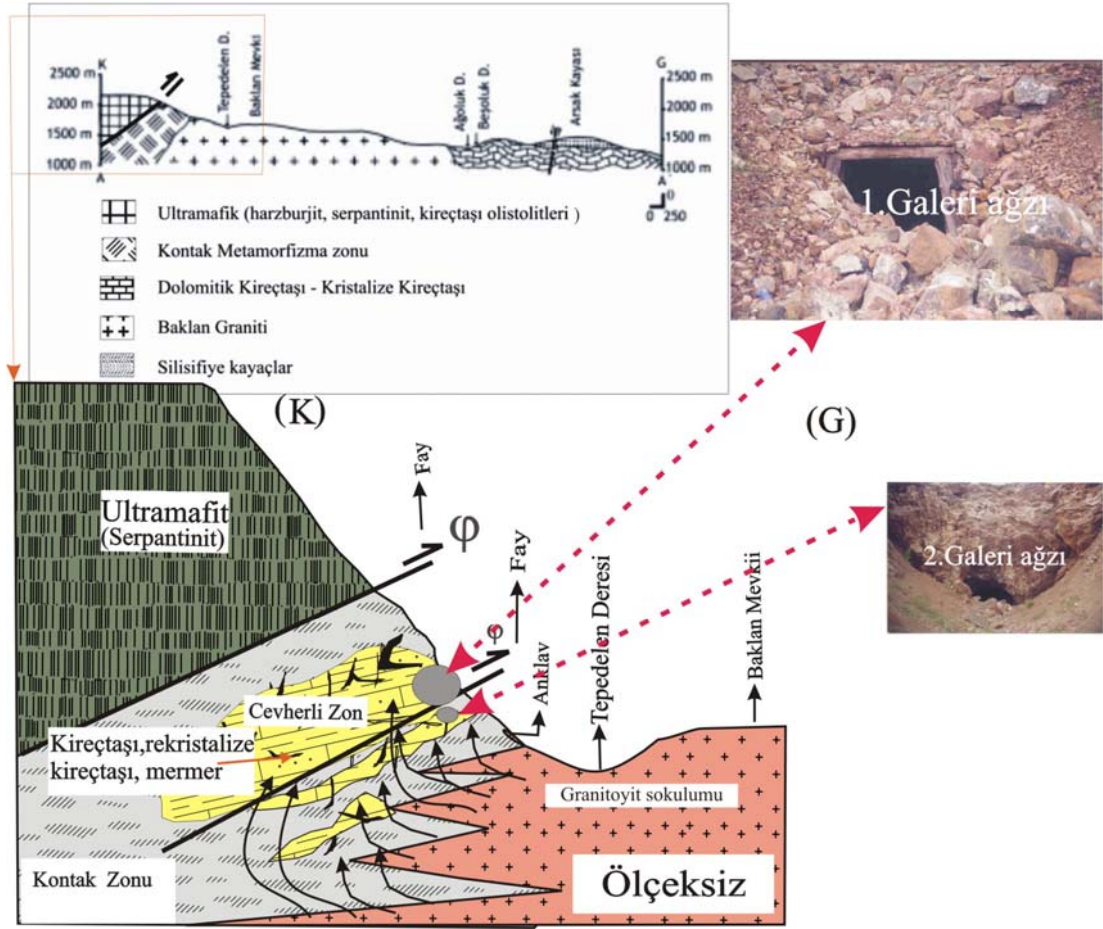 K
G
2500 m
2000 m
1500 m
1000 m
A
Tepedelen D.
Baklan Mevki
Ağoluk D.
Beşoluk D.
Arsak Kayası
2500 m
2000 m
1500 m
1000 m
A
0
0 250
Ultramafik (harzburjit, serpantinit, kireçtaşı olistolitleri )
Kontak Metamorfizma zonu
Dolomitik Kireçtaşı - Kristalize Kireçtaşı
Baklan Graniti
Silisifiye kayaçlar
1.Galeri ağzı
(K)
(G)
Fay
φ
Ultramafit
(Serpantinit)
Fay
φ
2.Galeri ağzı
Anklav
Tepedelen Deresi
Baklan Mevkii
Cevherli Zon
Kireçtaşı,rekristalize
kireçtaşı, mermer
Granitoyit sokulumu
Kontak Zonu
Ölçeksiz